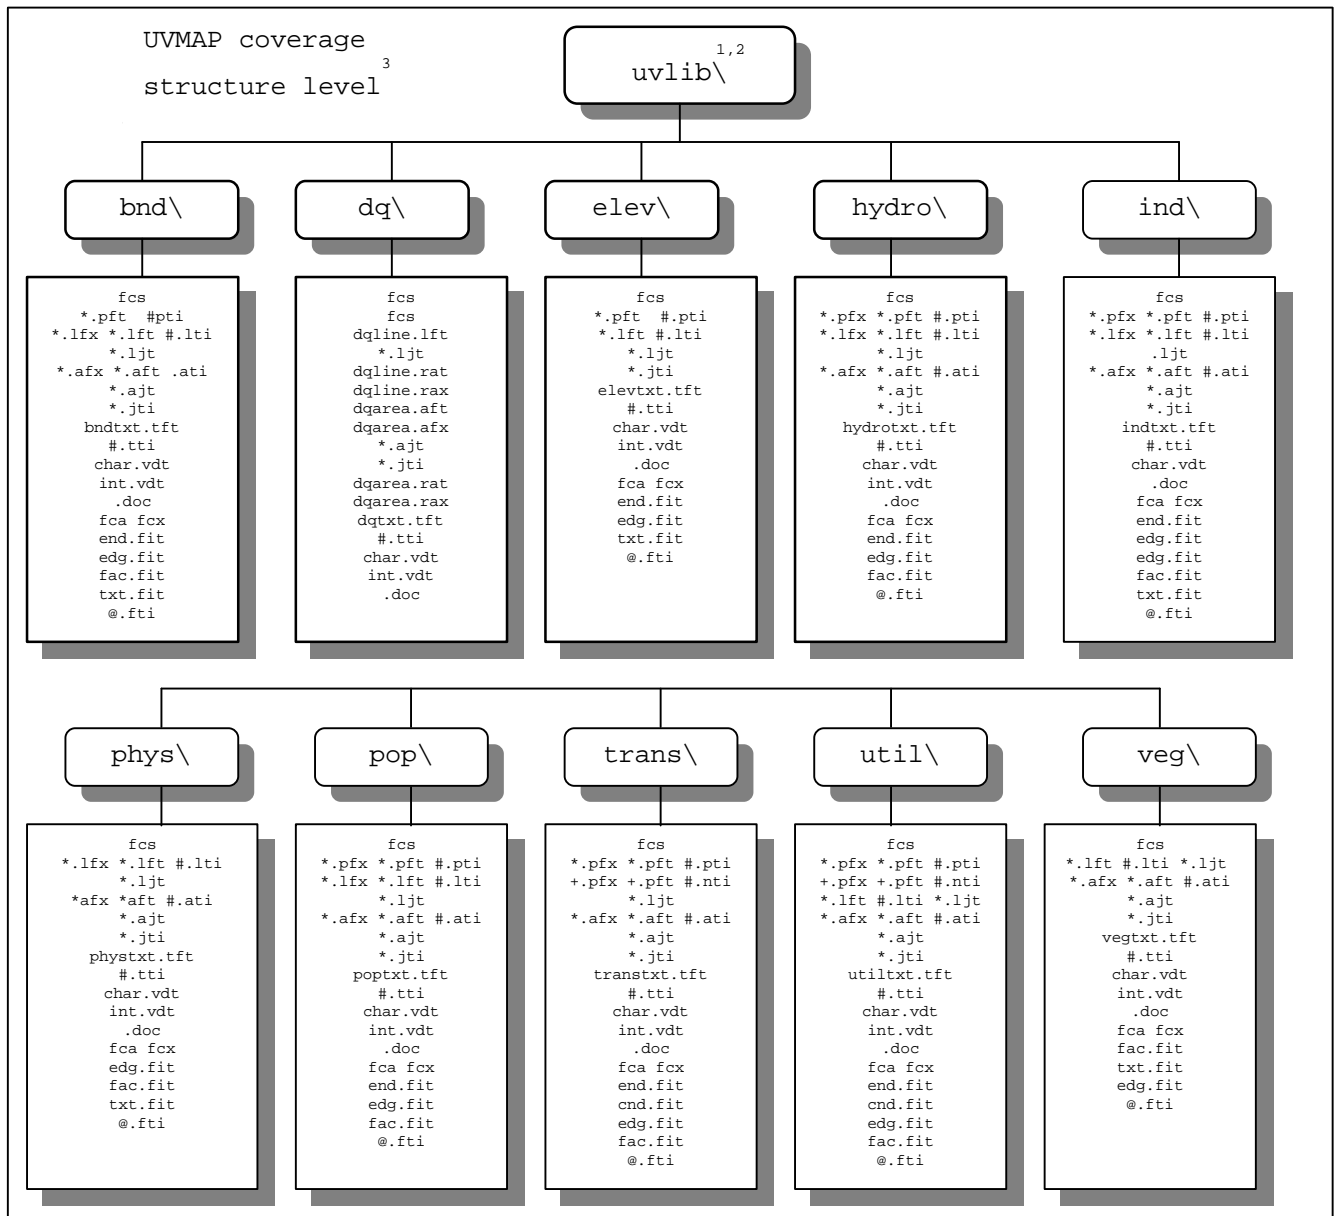 UVMAP coverage
structure level3
uvlib\1,2
bnd\
dq\
elev\
hydro\
ind\
fcs
*.pft #pti
*.lfx *.lft #.lti
*.ljt
*.afx *.aft .ati
*.ajt
*.jti
bndtxt.tft
#.tti
char.vdt
int.vdt
.doc
fca fcx
end.fit
edg.fit
fac.fit
txt.fit
@.fti
fcs
fcs
dqline.lft
*.ljt
dqline.rat
dqline.rax
dqarea.aft
dqarea.afx
*.ajt
*.jti
dqarea.rat
dqarea.rax
dqtxt.tft
#.tti
char.vdt
int.vdt
.doc
fcs
*.pft #.pti
*.lft #.lti
*.ljt
*.jti
elevtxt.tft
#.tti
char.vdt
int.vdt
.doc
fca fcx
end.fit
edg.fit
txt.fit
@.fti
fcs
*.pfx *.pft #.pti
*.lfx *.lft #.lti
*.ljt
*.afx *.aft #.ati
*.ajt
*.jti
hydrotxt.tft
#.tti
char.vdt
int.vdt
.doc
fca fcx
end.fit
edg.fit
fac.fit
@.fti
fcs
*.pfx *.pft #.pti
*.lfx *.lft #.lti
.ljt
*.afx *.aft #.ati
*.ajt
*.jti
indtxt.tft
#.tti
char.vdt
.doc
fca fcx
end.fit
edg.fit
edg.fit
fac.fit
txt.fit
@.fti
phys\
pop\
trans\
util\
veg\
fcs
*.lfx *.lft #.lti
*.ljt
*afx *aft #.ati
*.ajt
*.jti
phystxt.tft
#.tti
char.vdt
int.vdt
.doc
fca fcx
edg.fit
fac.fit
txt.fit
@.fti
fcs
*.pfx *.pft #.pti
*.lfx *.lft #.lti
*.ljt
*.afx *.aft #.ati
*.ajt
*.jti
poptxt.tft
#.tti
char.vdt
int.vdt
.doc
fca fcx
end.fit
edg.fit
fac.fit
@.fti
fcs
*.pfx *.pft #.pti
+.pfx +.pft #.nti
*.ljt
*.afx *.aft #.ati
*.ajt
*.jti
transtxt.tft
#.tti
char.vdt
int.vdt
.doc
fca fcx
end.fit
cnd.fit
edg.fit
fac.fit
@.fti
fcs
*.pfx *.pft #.pti
+.pfx +.pft #.nti
*.lft #.lti *.ljt
*.afx *.aft #.ati
*.ajt
*.jti
utiltxt.tft
#.tti
char.vdt
int.vdt
.doc
fca fcx
end.fit
cnd.fit
edg.fit
fac.fit
@.fti
fcs
*.lft #.lti *.ljt
*.afx *.aft #.ati
*.ajt
*.jti
vegtxt.tft
#.tti
char.vdt
int.vdt
.doc
fca fcx
fac.fit
txt.fit
edg.fit
@.fti